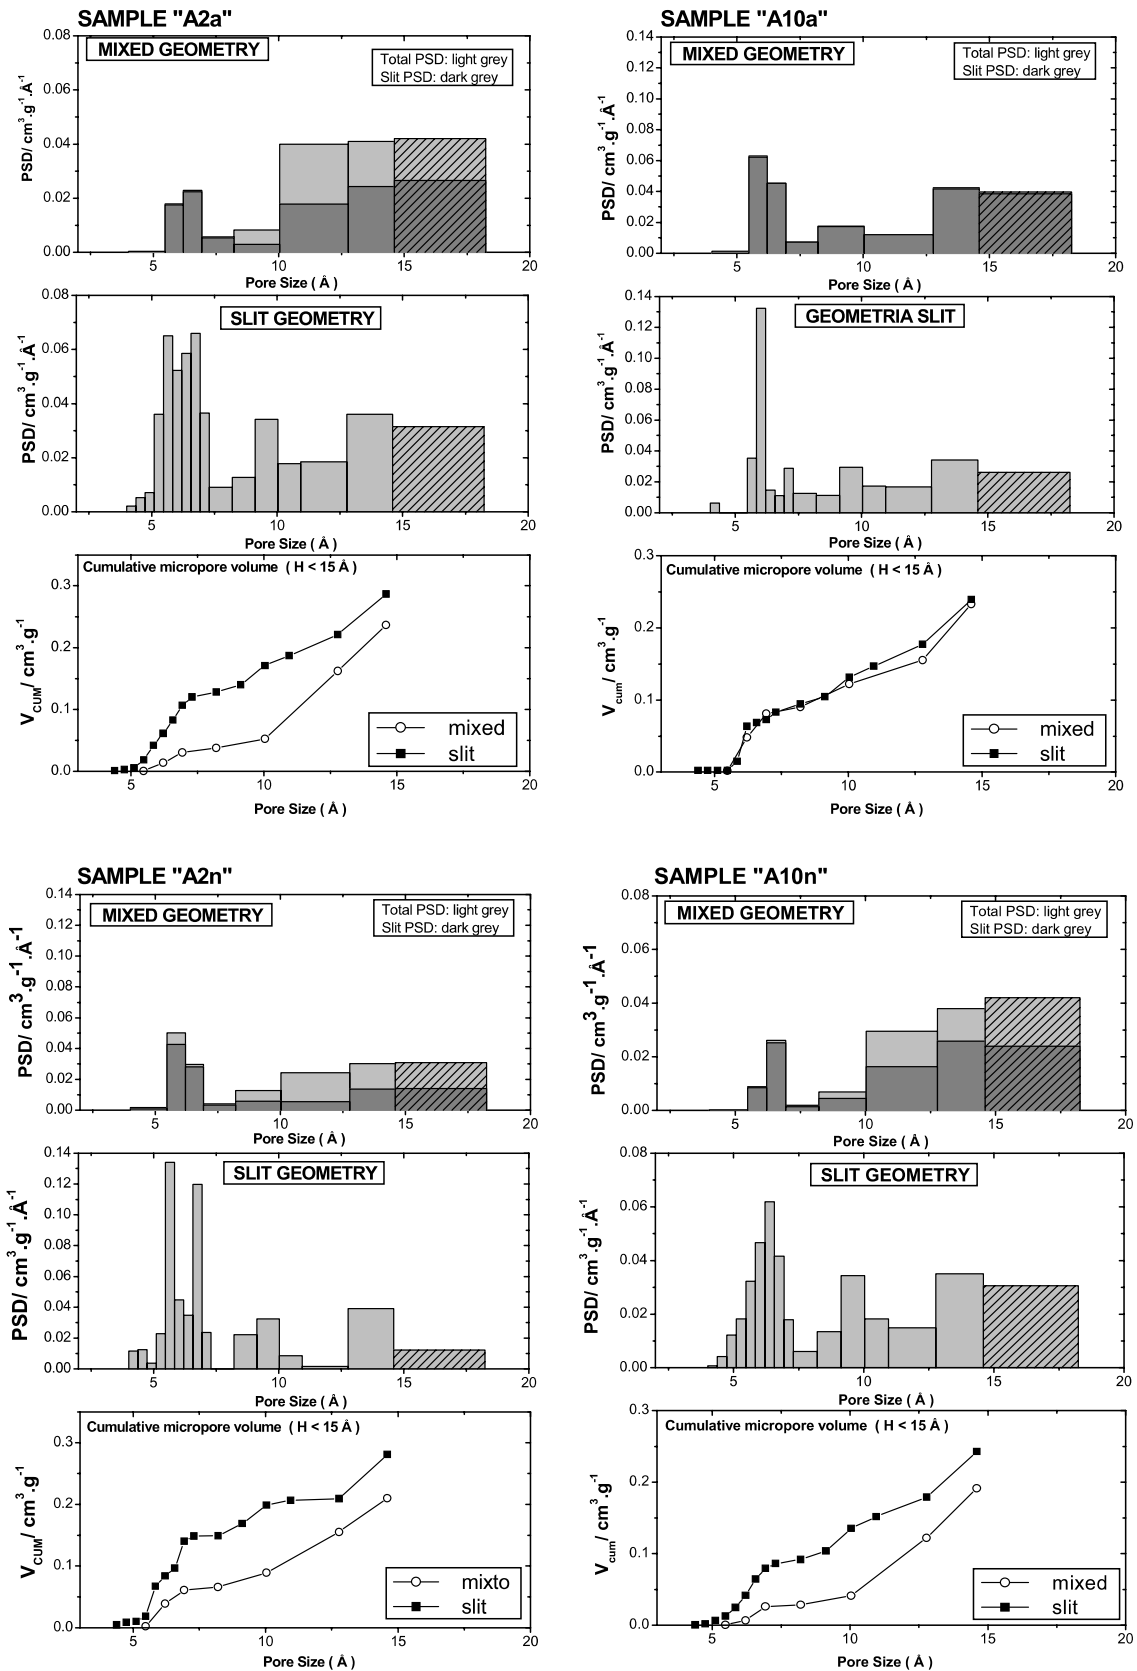 SAMPLE "A2a"
MIXED GEOMETRY
Total PSD: light grey
Slit PSD: dark grey
PSD/ cm³.g⁻¹.Å⁻¹
0.08
0.06
0.04
0.02
0.00
5 10 15 20
Pore Size ( Å )
SLIT GEOMETRY
PSD/ cm³.g⁻¹.Å⁻¹
0.08
0.06
0.04
0.02
0.00
5 10 15 20
Pore Size ( Å )
Cumulative micropore volume ( H < 15 Å )
V_CUM/ cm³.g⁻¹
0.3
0.2
0.1
0.0
mixed
slit
5 10 15 20
Pore Size ( Å )
SAMPLE "A10a"
MIXED GEOMETRY
Total PSD: light grey
Slit PSD: dark grey
PSD/ cm³.g⁻¹.Å⁻¹
0.14
0.12
0.10
0.08
0.06
0.04
0.02
0.00
5 10 15 20
Pore Size ( Å )
GEOMETRIA SLIT
PSD/ cm³.g⁻¹.Å⁻¹
0.14
0.12
0.10
0.08
0.06
0.04
0.02
0.00
5 10 15 20
Pore Size ( Å )
Cumulative micropore volume ( H < 15 Å )
V_cum/ cm³.g⁻¹
0.3
0.2
0.1
0.0
mixed
slit
5 10 15 20
Pore Size ( Å )
SAMPLE "A2n"
MIXED GEOMETRY
Total PSD: light grey
Slit PSD: dark grey
PSD/ cm³.g⁻¹.Å⁻¹
0.14
0.12
0.10
0.08
0.06
0.04
0.02
0.00
5 10 15 20
Pore Size ( Å )
SLIT GEOMETRY
PSD/ cm³.g⁻¹.Å⁻¹
0.14
0.12
0.10
0.08
0.06
0.04
0.02
0.00
5 10 15 20
Pore Size ( Å )
Cumulative micropore volume ( H < 15 Å )
V_CUM/ cm³.g⁻¹
0.3
0.2
0.1
0.0
mixto
slit
5 10 15 20
Pore Size ( Å )
SAMPLE "A10n"
MIXED GEOMETRY
Total PSD: light grey
Slit PSD: dark grey
PSD/ cm³.g⁻¹.Å⁻¹
0.08
0.06
0.04
0.02
0.00
5 10 15 20
Pore Size ( Å )
SLIT GEOMETRY
PSD/ cm³.g⁻¹.Å⁻¹
0.08
0.06
0.04
0.02
0.00
5 10 15 20
Pore Size ( Å )
Cumulative micropore volume ( H < 15 Å )
V_cum/ cm³.g⁻¹
0.3
0.2
0.1
0.0
mixed
slit
5 10 15 20
Pore Size ( Å )